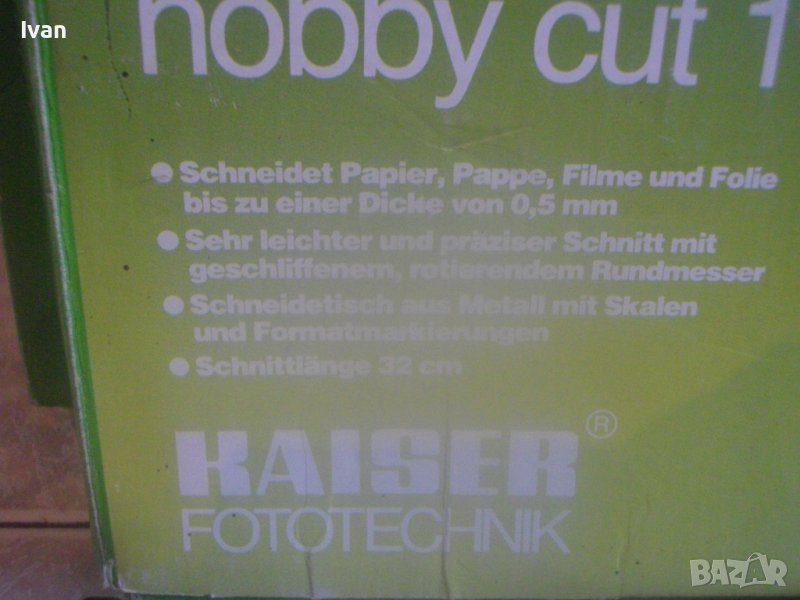 Ivan
hobby cut 1
● Schneidet Papier, Pappe, Filme und Folie
bis zu einer Dicke von 0,5 mm
● Sehr leichter und präziser Schnitt mit
geschliffenem, rotierendem Rundmesser
● Schneidetisch aus Metall mit Skalen
und Formatmarkierungen
● Schnittlänge 32 cm
KAISER ®
FOTOTECHNIK
BAZAR